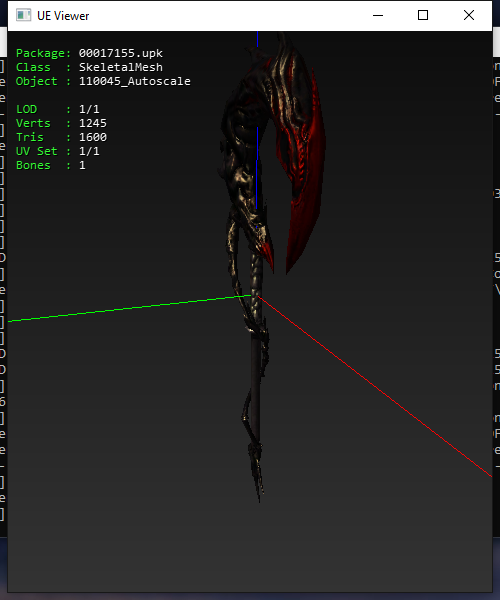 UE Viewer
Package: 00017155.upk
Class  : SkeletalMesh
Object : 110045_Autoscale
LOD    : 1/1
Verts  : 1245
Tris   : 1600
UV Set : 1/1
Bones  : 1